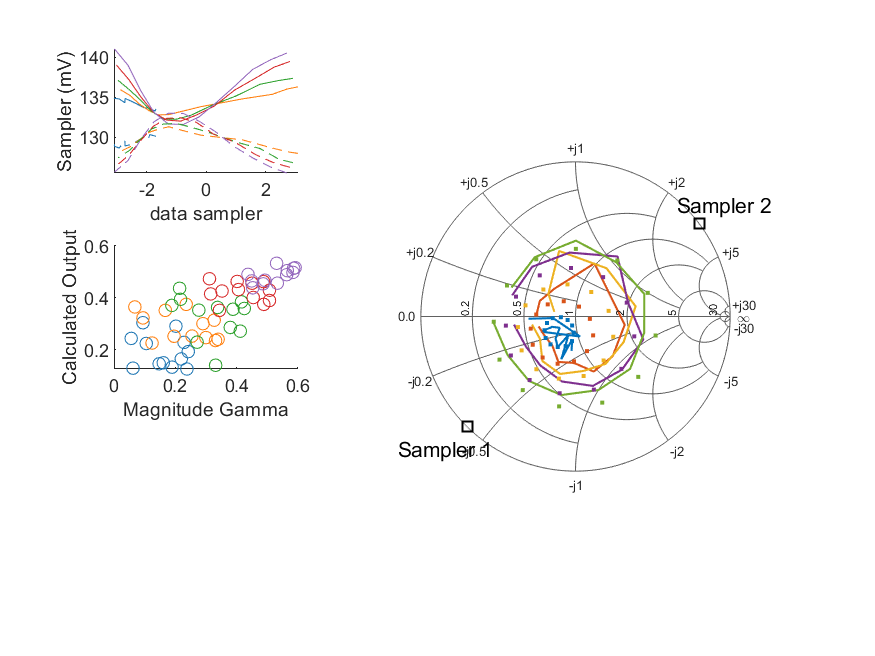 140
135
130
Sampler (mV)
-2 0 2
data sampler
0.6
0.4
0.2
Calculated Output
0 0.2 0.4 0.6
Magnitude Gamma
+j1
+j0.5
+j2
Sampler 2
+j0.2
+j5
0.0
0.2
0.5
1
2
5
30
+j30
∞
-j30
-j0.2
-j5
Sampler 1
-j0.5
-j2
-j1